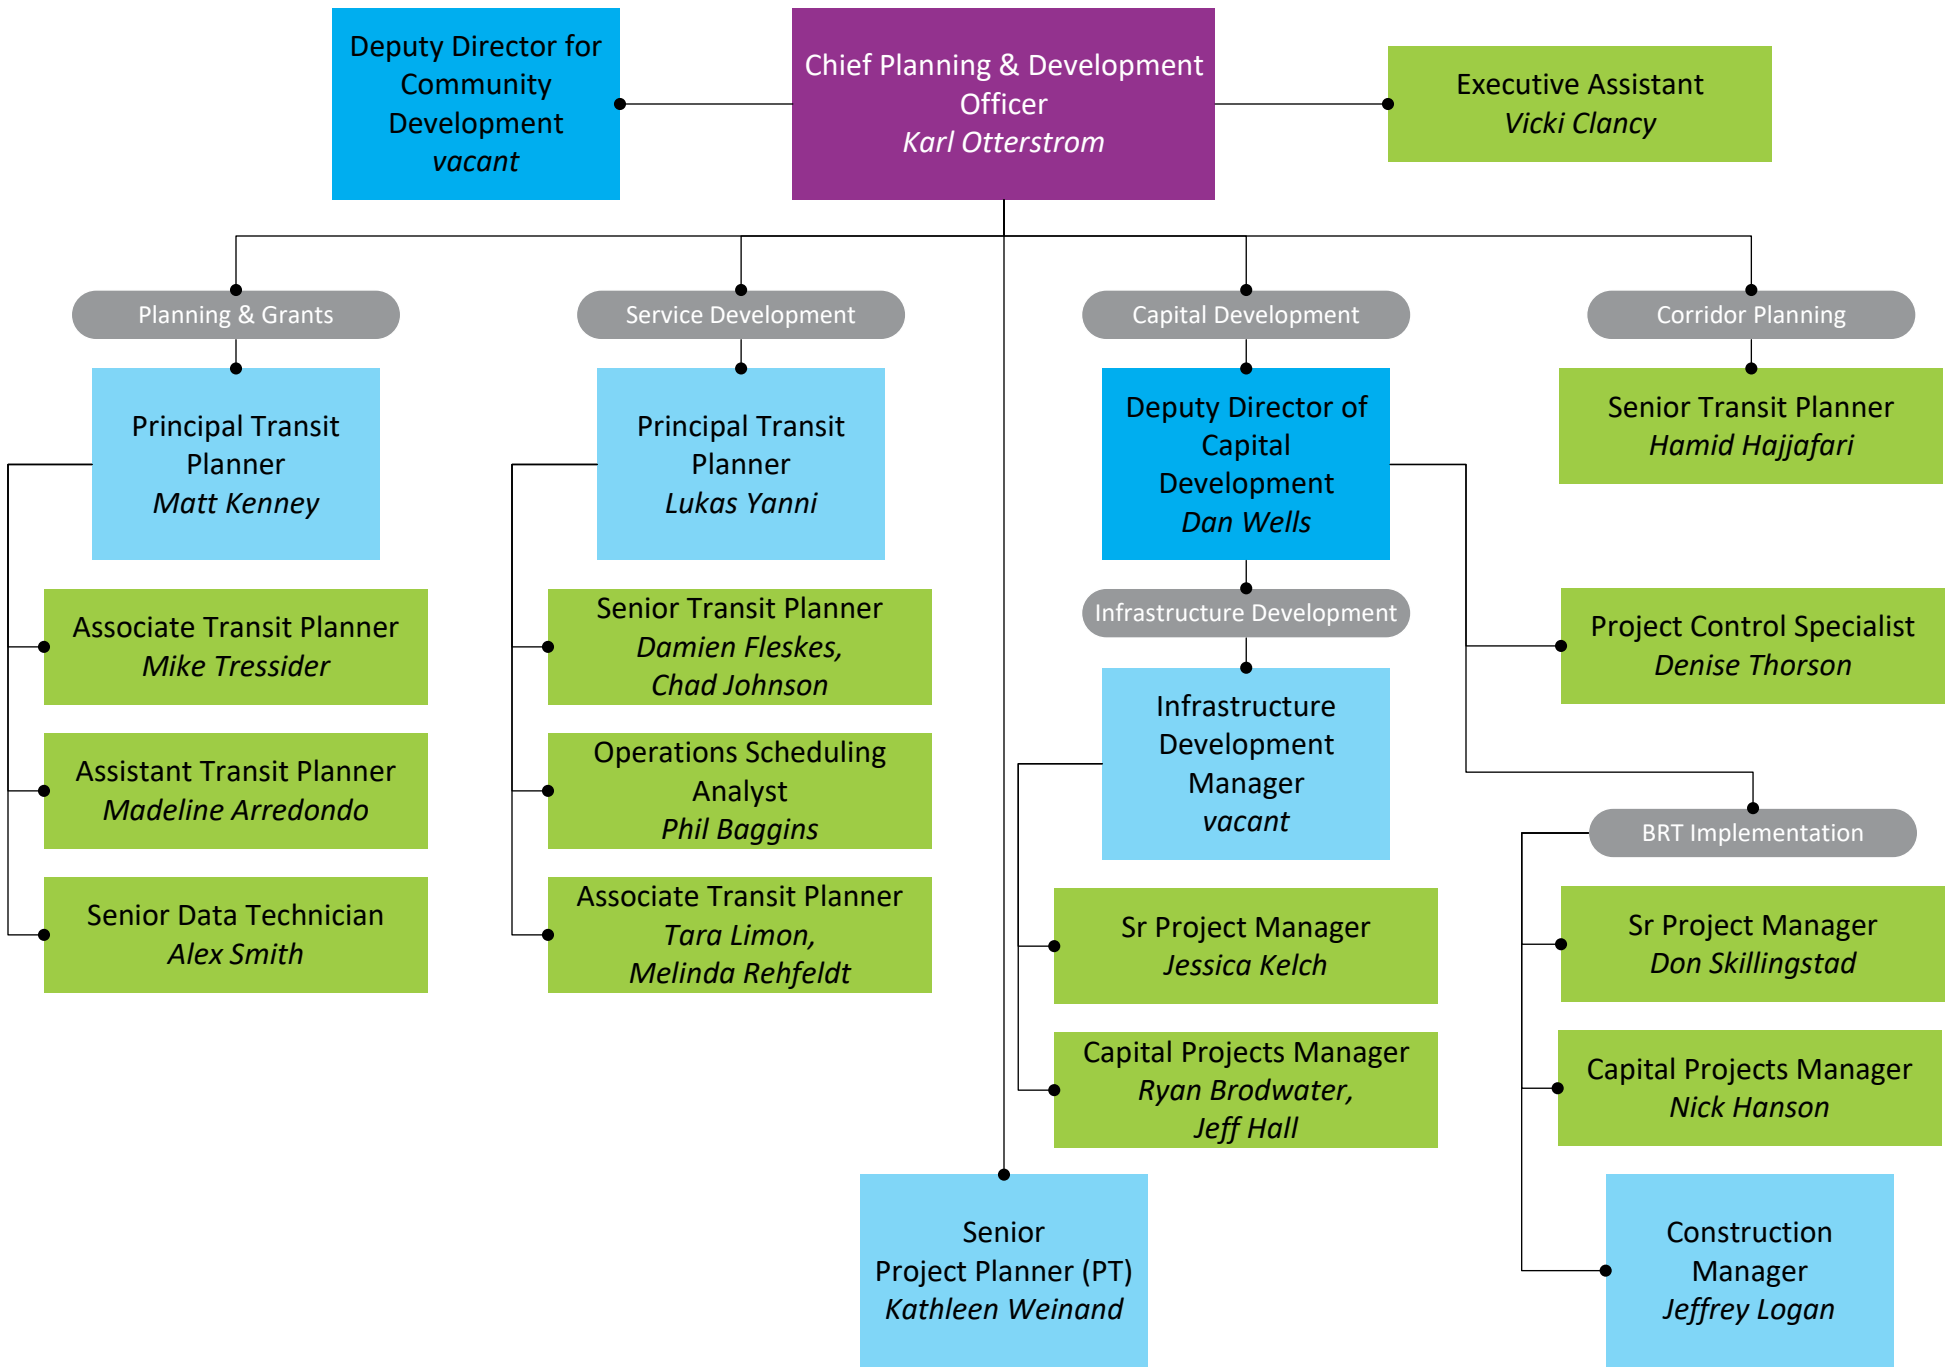 Deputy Director for
Community
Development
vacant
Chief Planning & Development
Officer
Karl Otterstrom
Executive Assistant
Vicki Clancy
Planning & Grants
Service Development
Capital Development
Corridor Planning
Principal Transit
Planner
Matt Kenney
Principal Transit
Planner
Lukas Yanni
Deputy Director of
Capital
Development
Dan Wells
Senior Transit Planner
Hamid Hajjafari
Associate Transit Planner
Mike Tressider
Senior Transit Planner
Damien Fleskes,
Chad Johnson
Infrastructure Development
Project Control Specialist
Denise Thorson
Assistant Transit Planner
Madeline Arredondo
Operations Scheduling
Analyst
Phil Baggins
Infrastructure
Development
Manager
vacant
BRT Implementation
Senior Data Technician
Alex Smith
Associate Transit Planner
Tara Limon,
Melinda Rehfeldt
Sr Project Manager
Jessica Kelch
Sr Project Manager
Don Skillingstad
Capital Projects Manager
Ryan Brodwater,
Jeff Hall
Capital Projects Manager
Nick Hanson
Senior
Project Planner (PT)
Kathleen Weinand
Construction
Manager
Jeffrey Logan